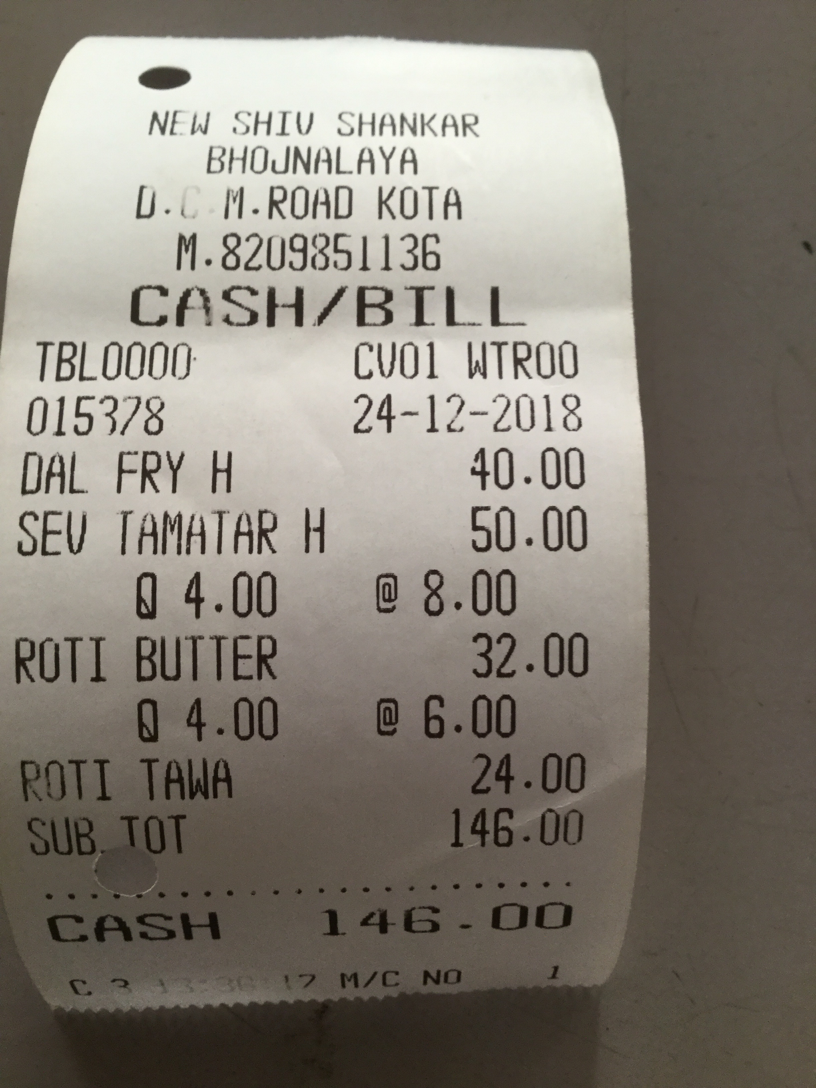 NEW SHIV SHANKAR
BHOJNALAYA
D.C M.ROAD KOTA
M.8209851136
CASH/BILL
TBL0000 CV01 WTR00
015378 24-12-2018
DAL FRY H 40.00
SEV TAMATAR H 50.00
Q 4.00 @ 8.00
ROTI BUTTER 32.00
Q 4.00 @ 6.00
ROTI TAWA 24.00
SUB TOT 146.00
........................
CASH 146.00
C 3 M/C NO 1